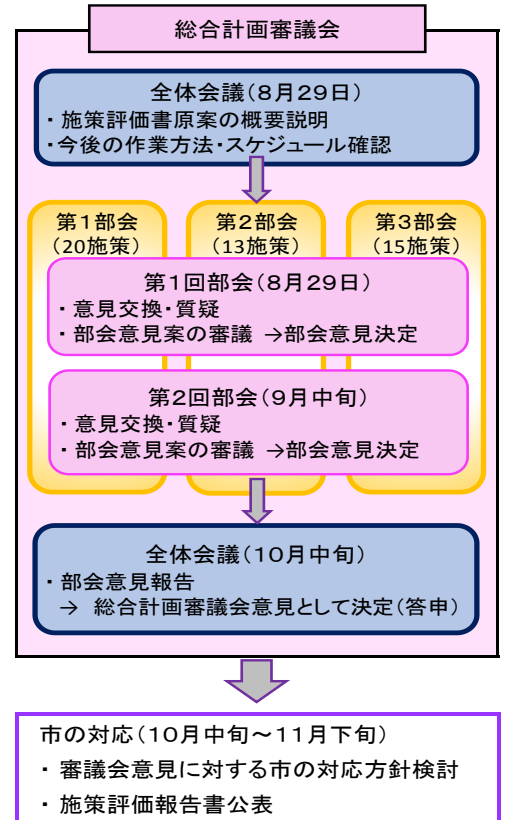 総合計画審議会
全体会議(8月29日)
・ 施策評価書原案の概要説明
・今後の作業方法・スケジュール確認
第1部会
(20施策)
第2部会
(13施策)
第3部会
(15施策)
第1回部会(8月29日)
・ 意見交換・質疑
・ 部会意見案の審議 →部会意見決定
第2回部会(9月中旬)
・ 意見交換・質疑
・ 部会意見案の審議 →部会意見決定
全体会議(10月中旬)
・ 部会意見報告
→ 総合計画審議会意見として決定(答申)
市の対応(10月中旬~11月下旬)
・ 審議会意見に対する市の対応方針検討
・ 施策評価報告書公表